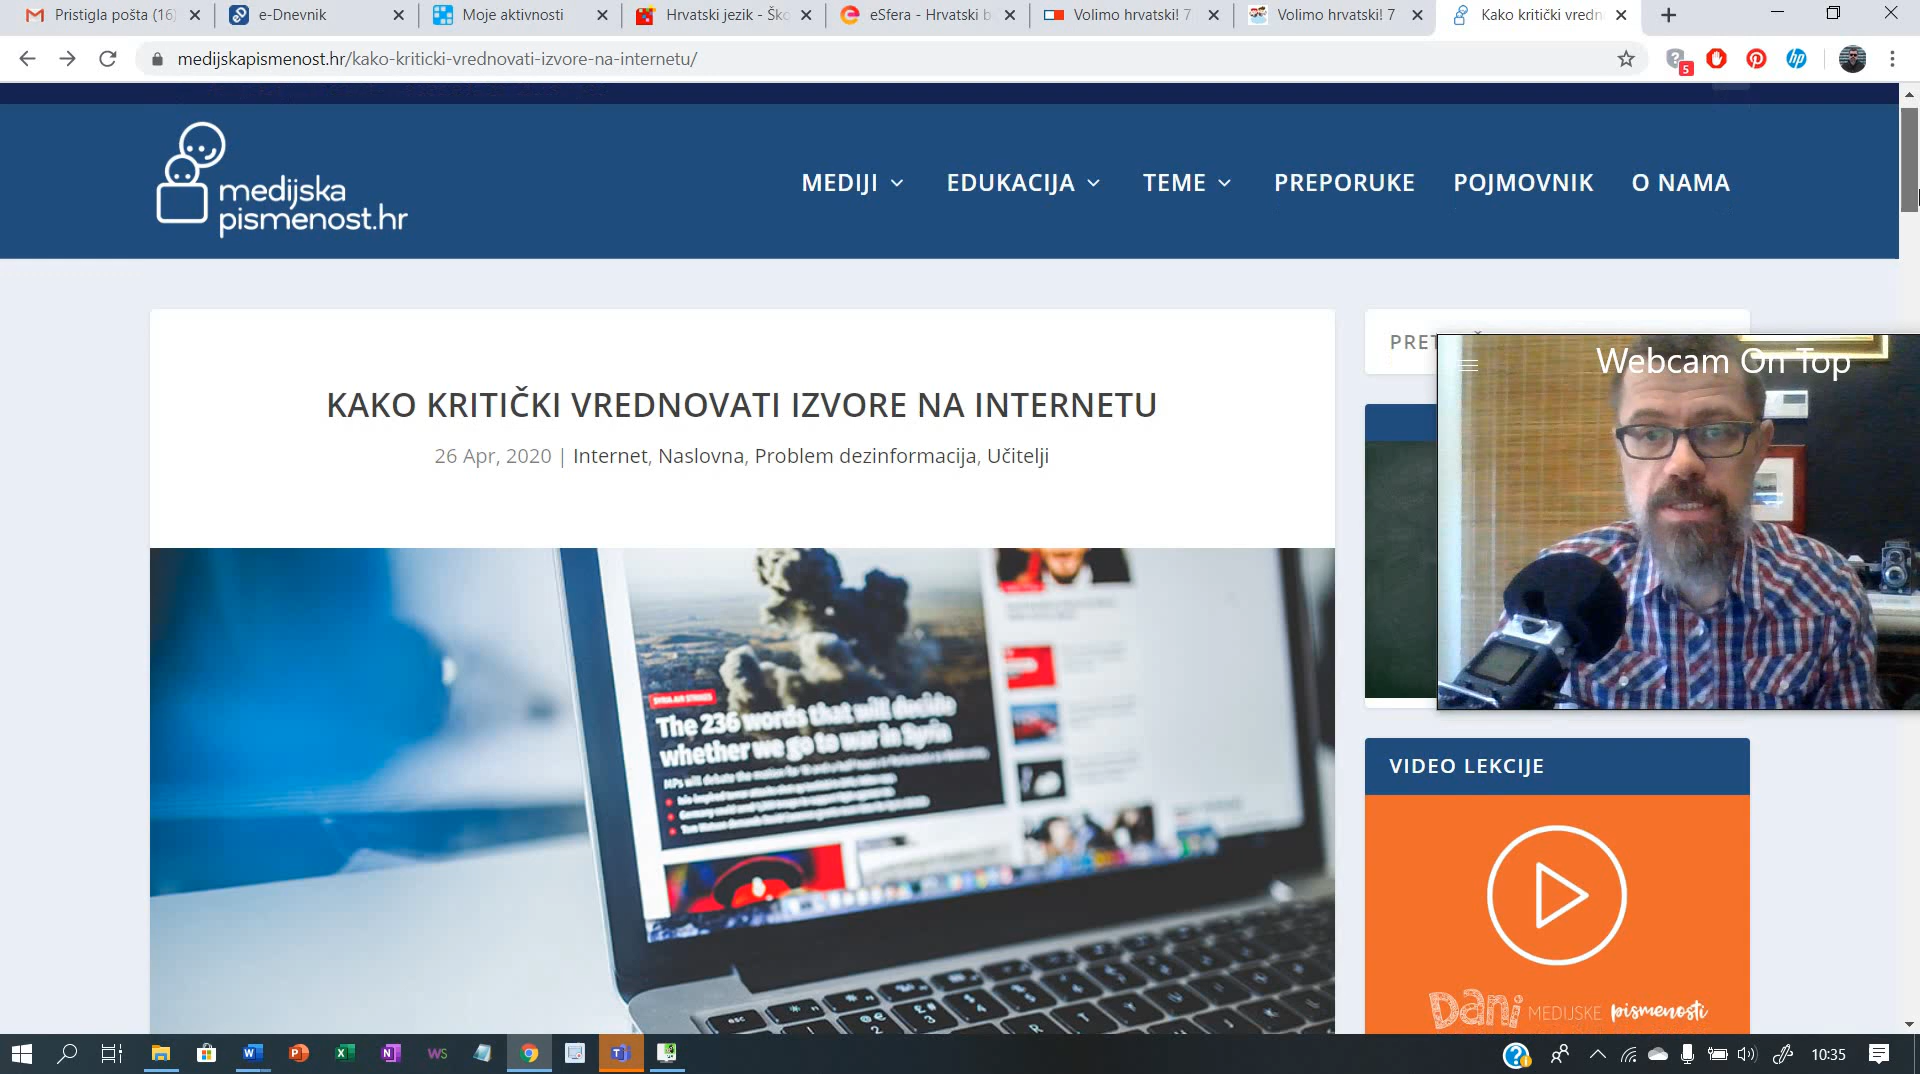 Pristigla pošta (16)
e-Dnevnik
Moje aktivnosti
Hrvatski jezik - Ško
eSfera - Hrvatski b
Volimo hrvatski! 7
Volimo hrvatski! 7
Kako kritički vredn
medijskapismenost.hr/kako-kriticki-vrednovati-izvore-na-internetu/
5
medijska
pismenost.hr
MEDIJI
EDUKACIJA
TEME
PREPORUKE
POJMOVNIK
O NAMA
KAKO KRITIČKI VREDNOVATI IZVORE NA INTERNETU
26 Apr, 2020 | Internet, Naslovna, Problem dezinformacija, Učitelji
Webcam On Top
The 236 words that will decide
whether we go to war in Syria
VIDEO LEKCIJE
Dani MEDIJSKE pismenosti
10:35